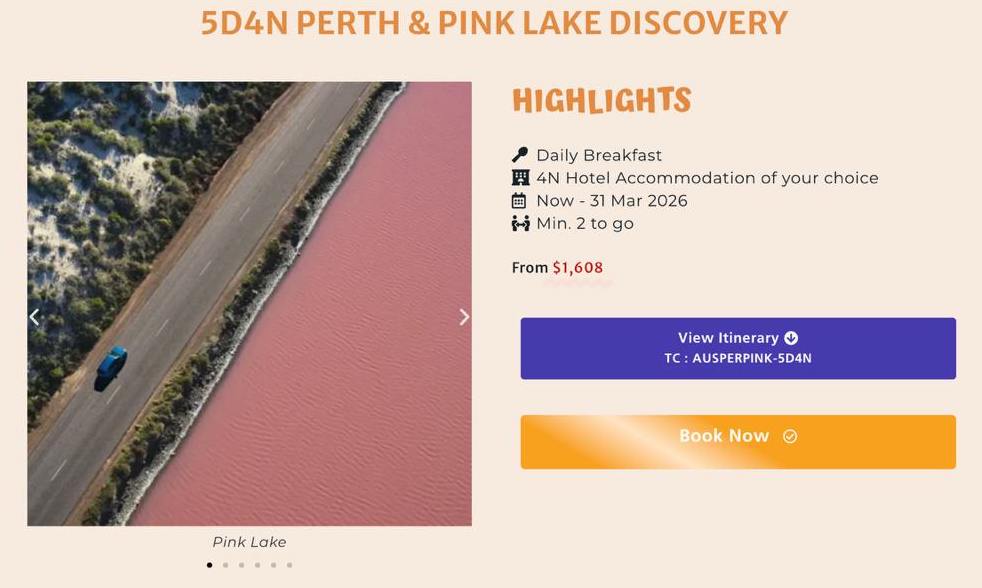 5D4N PERTH & PINK LAKE DISCOVERY
HIGHLIGHTS
Daily Breakfast
4N Hotel Accommodation of your choice
Now - 31 Mar 2026
Min. 2 to go
From $1,608
View Itinerary
TC : AUSPERPINK-5D4N
Book Now
Pink Lake